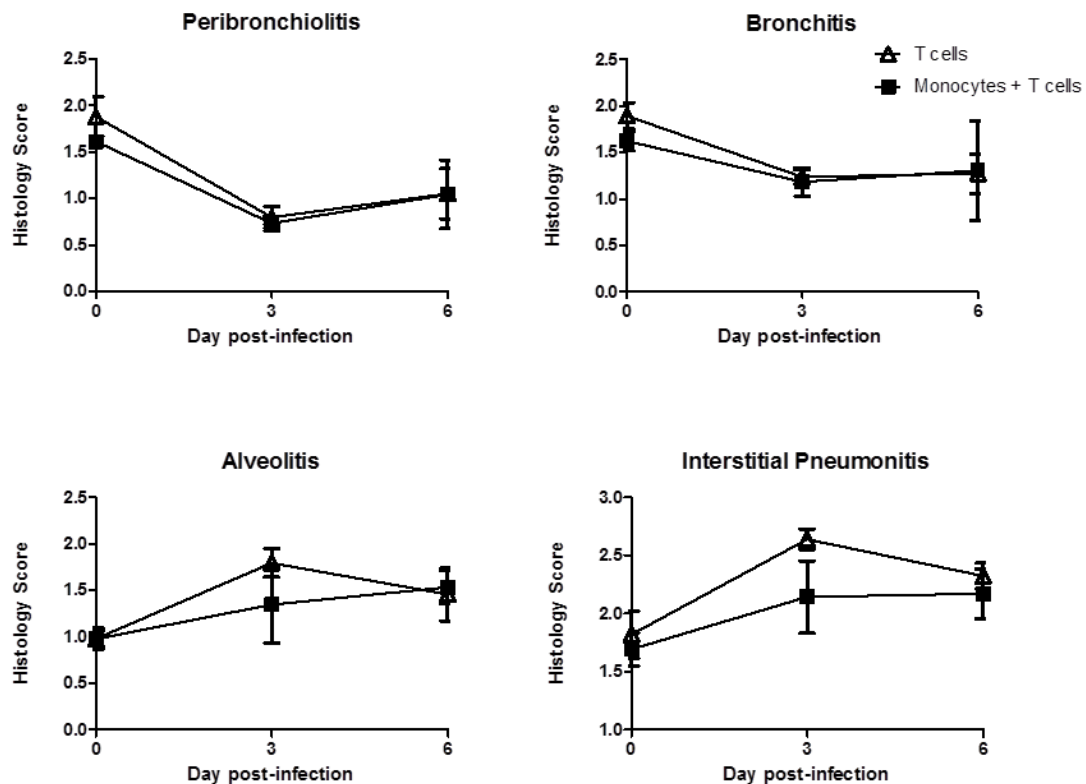 Peribronchiolitis
Histology Score
2.5
2.0
1.5
1.0
0.5
0.0
0
3
6
Day post-infection
Bronchitis
T cells
Monocytes + T cells
Histology Score
2.5
2.0
1.5
1.0
0.5
0.0
0
3
6
Day post-infection
Alveolitis
Histology Score
2.5
2.0
1.5
1.0
0.5
0.0
0
3
6
Day post-infection
Interstitial Pneumonitis
Histology Score
3.0
2.5
2.0
1.5
1.0
0
3
6
Day post-infection